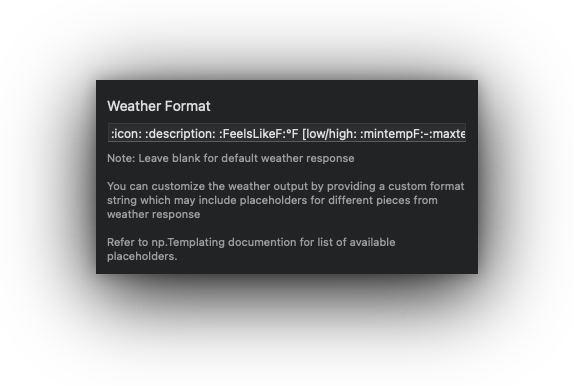 Weather Format
:icon: :description: :FeelsLikeF:°F [low/high: :mintempF:-:maxte
Note: Leave blank for default weather response
You can customize the weather output by providing a custom format
string which may include placeholders for different pieces from
weather response
Refer to np.Templating documention for list of available
placeholders.